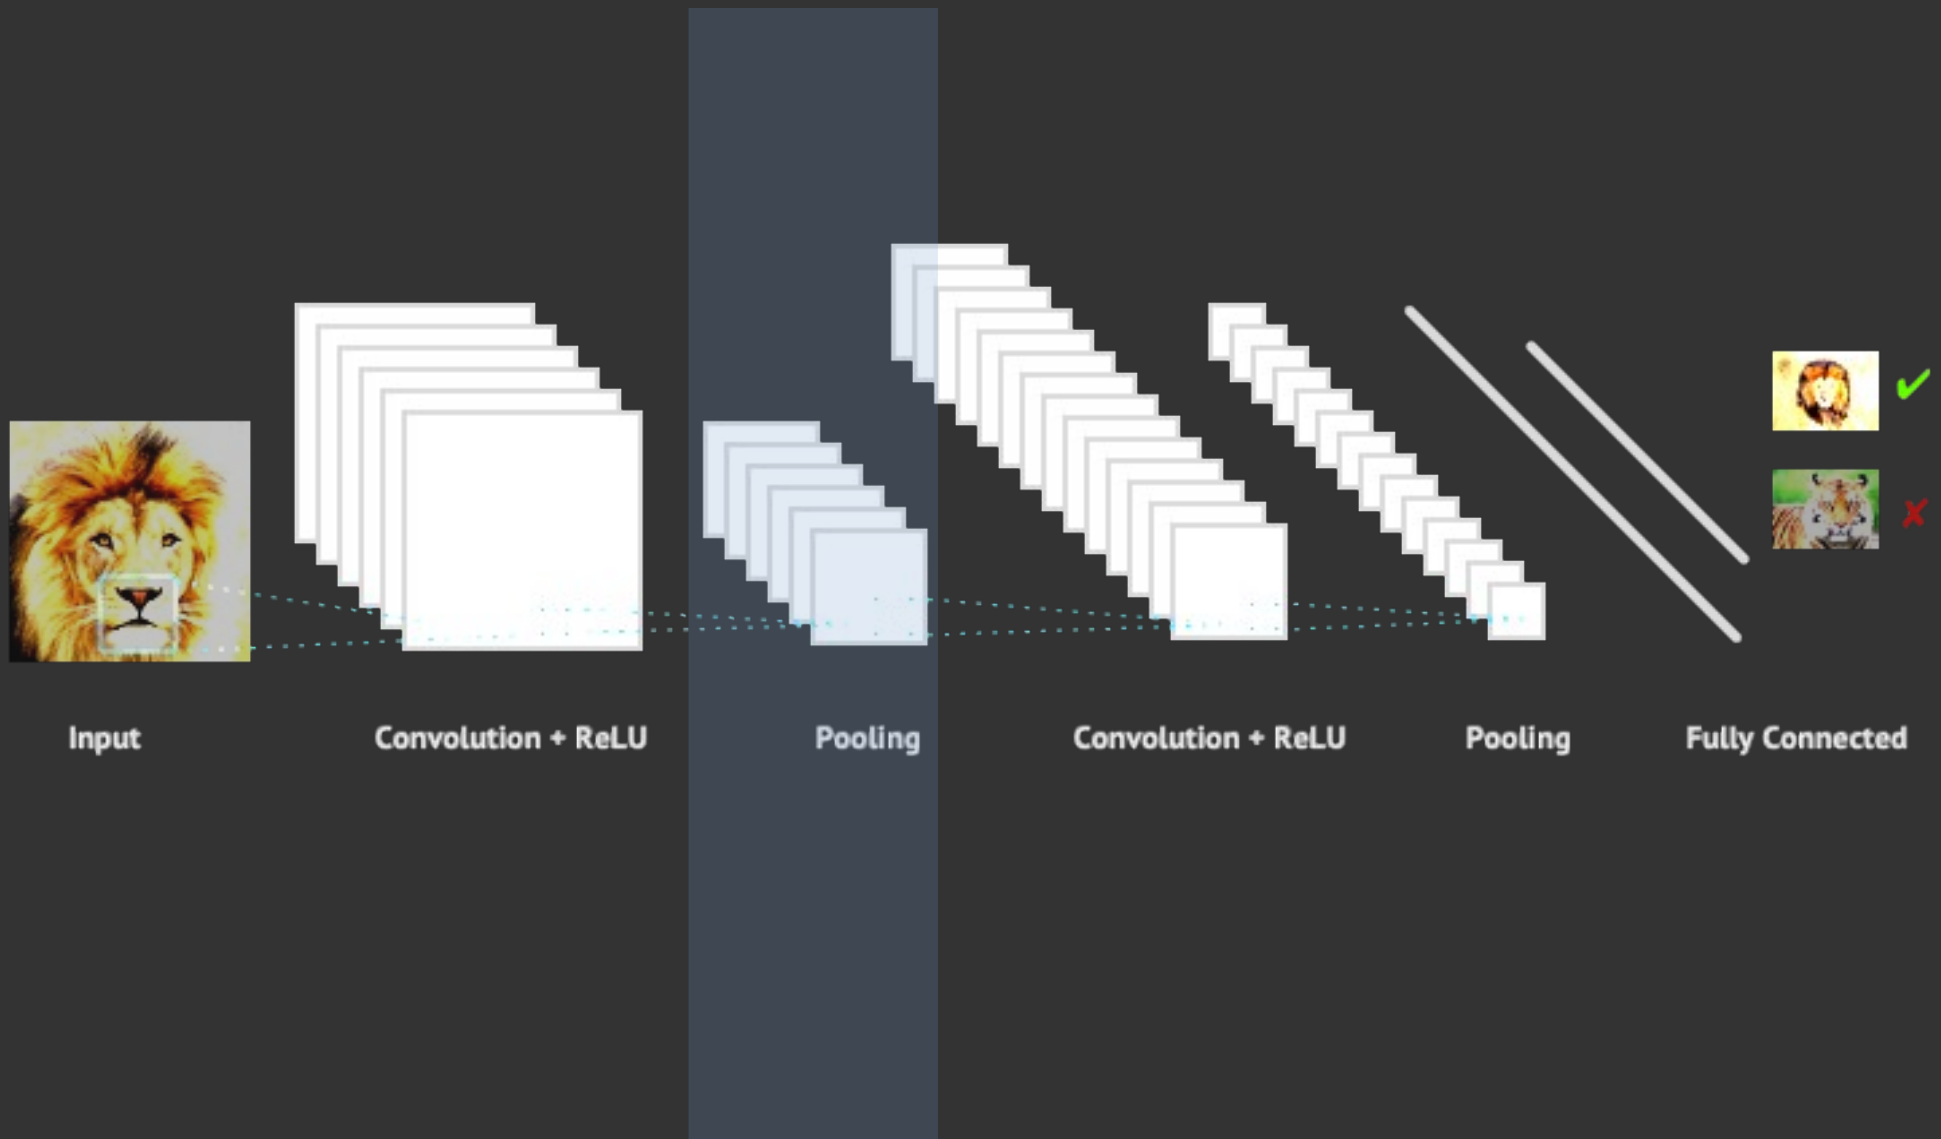 Input
Convolution + ReLU
Pooling
Convolution + ReLU
Pooling
Fully Connected